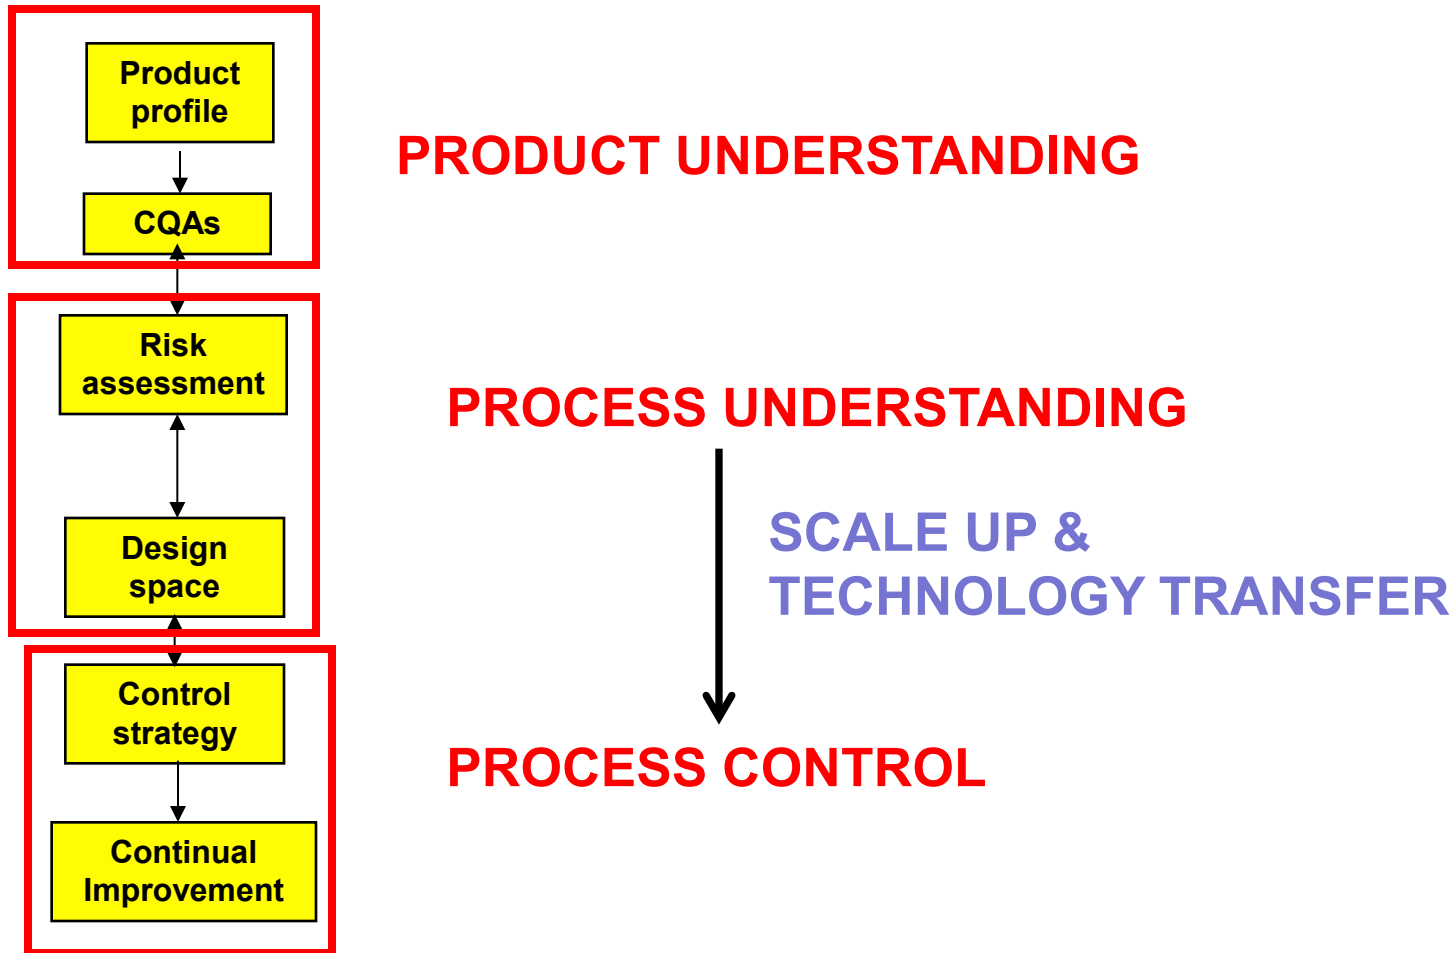 Product
profile
PRODUCT UNDERSTANDING
CQAs
Risk
assessment
PROCESS UNDERSTANDING
SCALE UP &
TECHNOLOGY TRANSFER
Design
space
Control
strategy
PROCESS CONTROL
Continual
Improvement